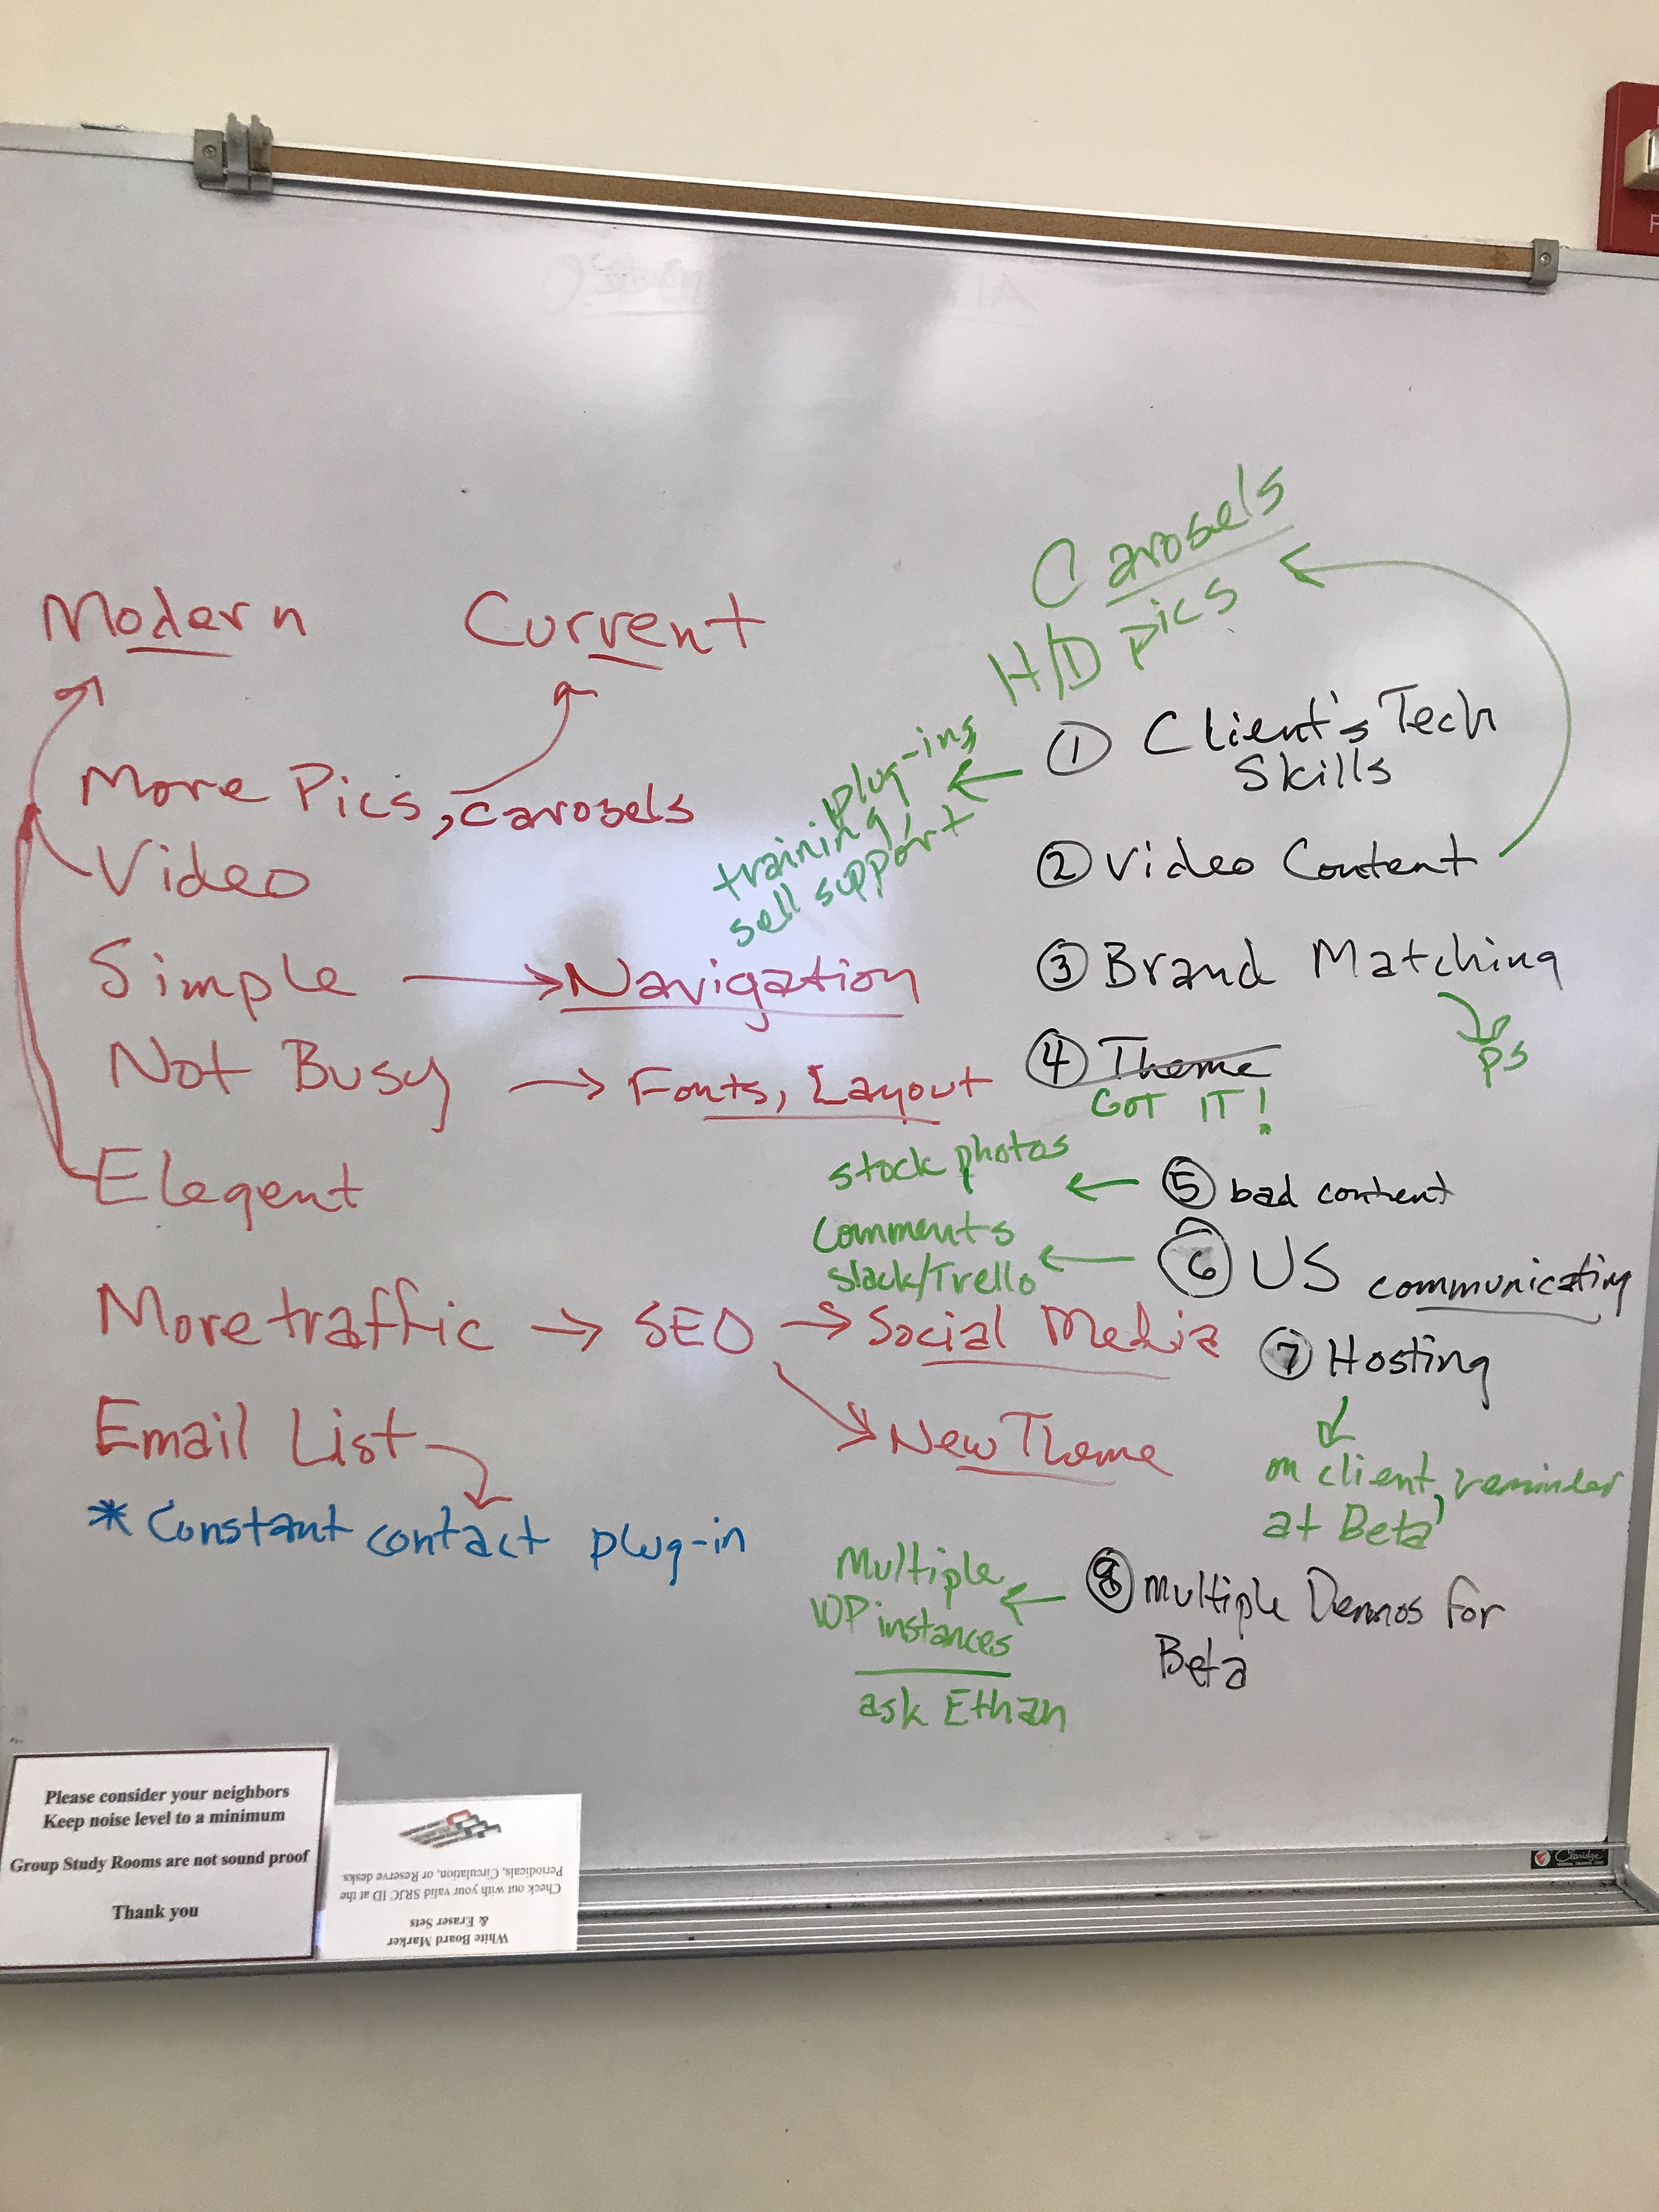 Modern Current
More Pics, carosels
Video
Simple → Navigation
Not Busy → Fonts, Layout
Elegent
More traffic → SEO → Social Media
→ New Theme
Email List
* Constant contact plug-in
Carosels
H/D pics
① Client's Tech
Skills
plug-ins,
training,
sell support
② Video Content
③ Brand Matching
PS
④ Theme
GOT IT!
⑤ bad content
stock photos
⑥ US communicating
Comments
slack/Trello
⑦ Hosting
on client, reminder
at Beta
⑧ Multiple Demos for
Beta
Multiple
WP instances
ask Ethan
Please consider your neighbors
Keep noise level to a minimum
Group Study Rooms are not sound proof
Thank you
White Board Marker
& Eraser Sets
Check out with your valid SRJC ID at the
Periodicals, Circulation, or Reserve desks.
Claridge